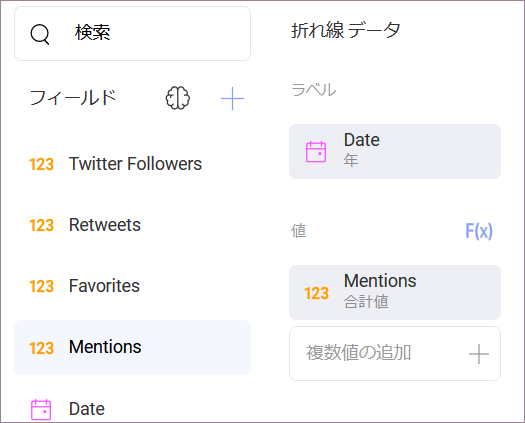 検索
フィールド
123 Twitter Followers
123 Retweets
123 Favorites
123 Mentions
Date
折れ線 データ
ラベル
Date
年
値 F(x)
123 Mentions
合計値
複数値の追加